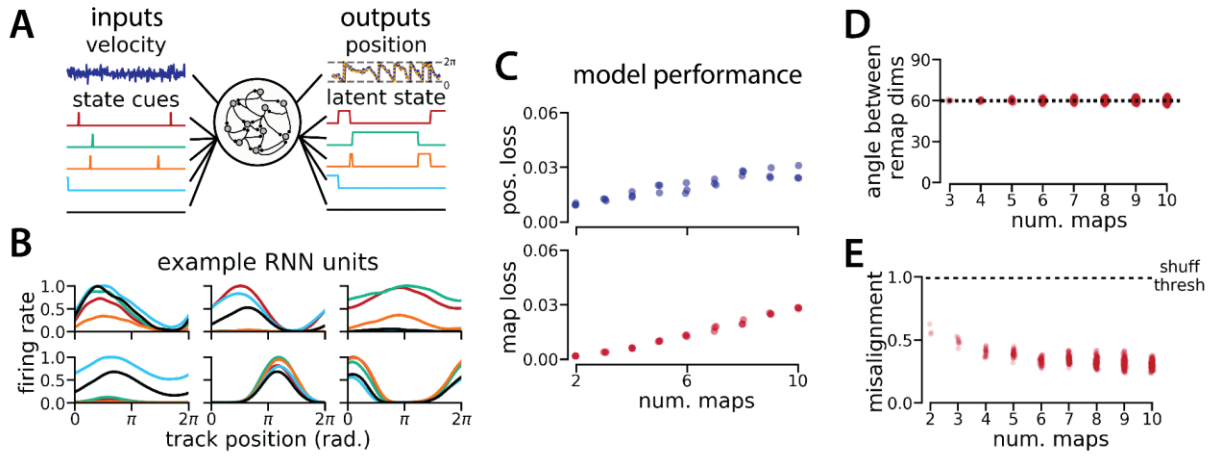 A
inputs
velocity
state cues
outputs
position
2π
0
latent state
B
example RNN units
firing rate
1.0
0.5
0.0
1.0
0.5
0.0
0 π 2π 0 π 2π 0 π 2π
track position (rad.)
C
model performance
pos. loss
0.06
0.03
0.00
map loss
0.06
0.03
0.00
2 6 10
num. maps
D
angle between
remap dims
90
60
30
0
3 4 5 6 7 8 9 10
num. maps
E
misalignment
1.0
0.5
0.0
shuff
thresh
2 3 4 5 6 7 8 9 10
num. maps